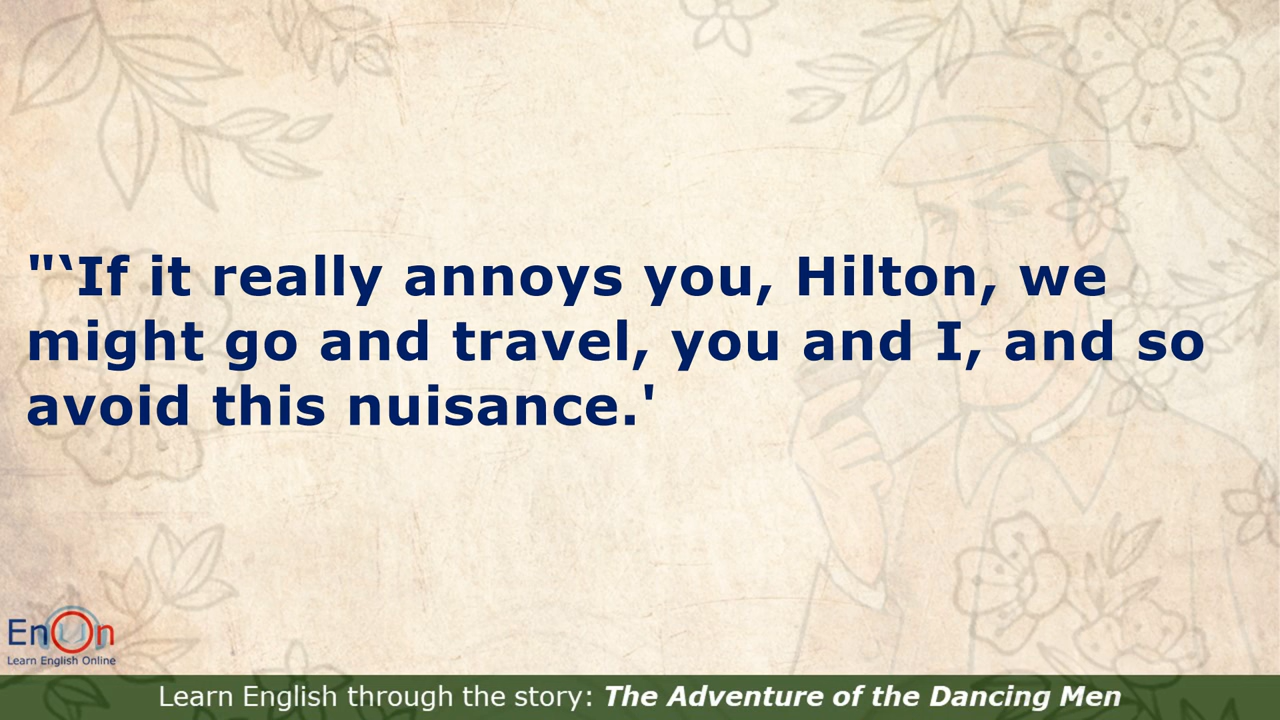 "‘If it really annoys you, Hilton, we
might go and travel, you and I, and so
avoid this nuisance.'
EnOn
Learn English Online
Learn English through the story: The Adventure of the Dancing Men